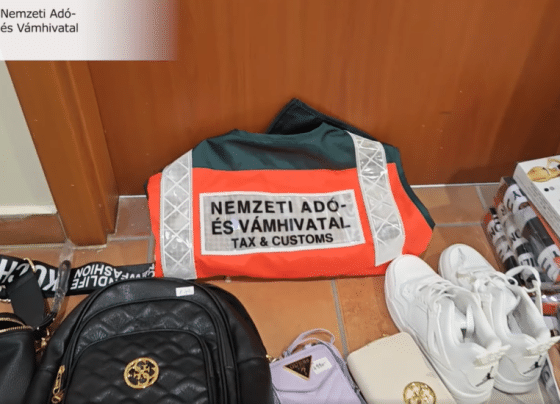 Nemzeti Adó-
és Vámhivatal
NEMZETI ADÓ-
ÉS VÁMHIVATAL
TAX & CUSTOMS